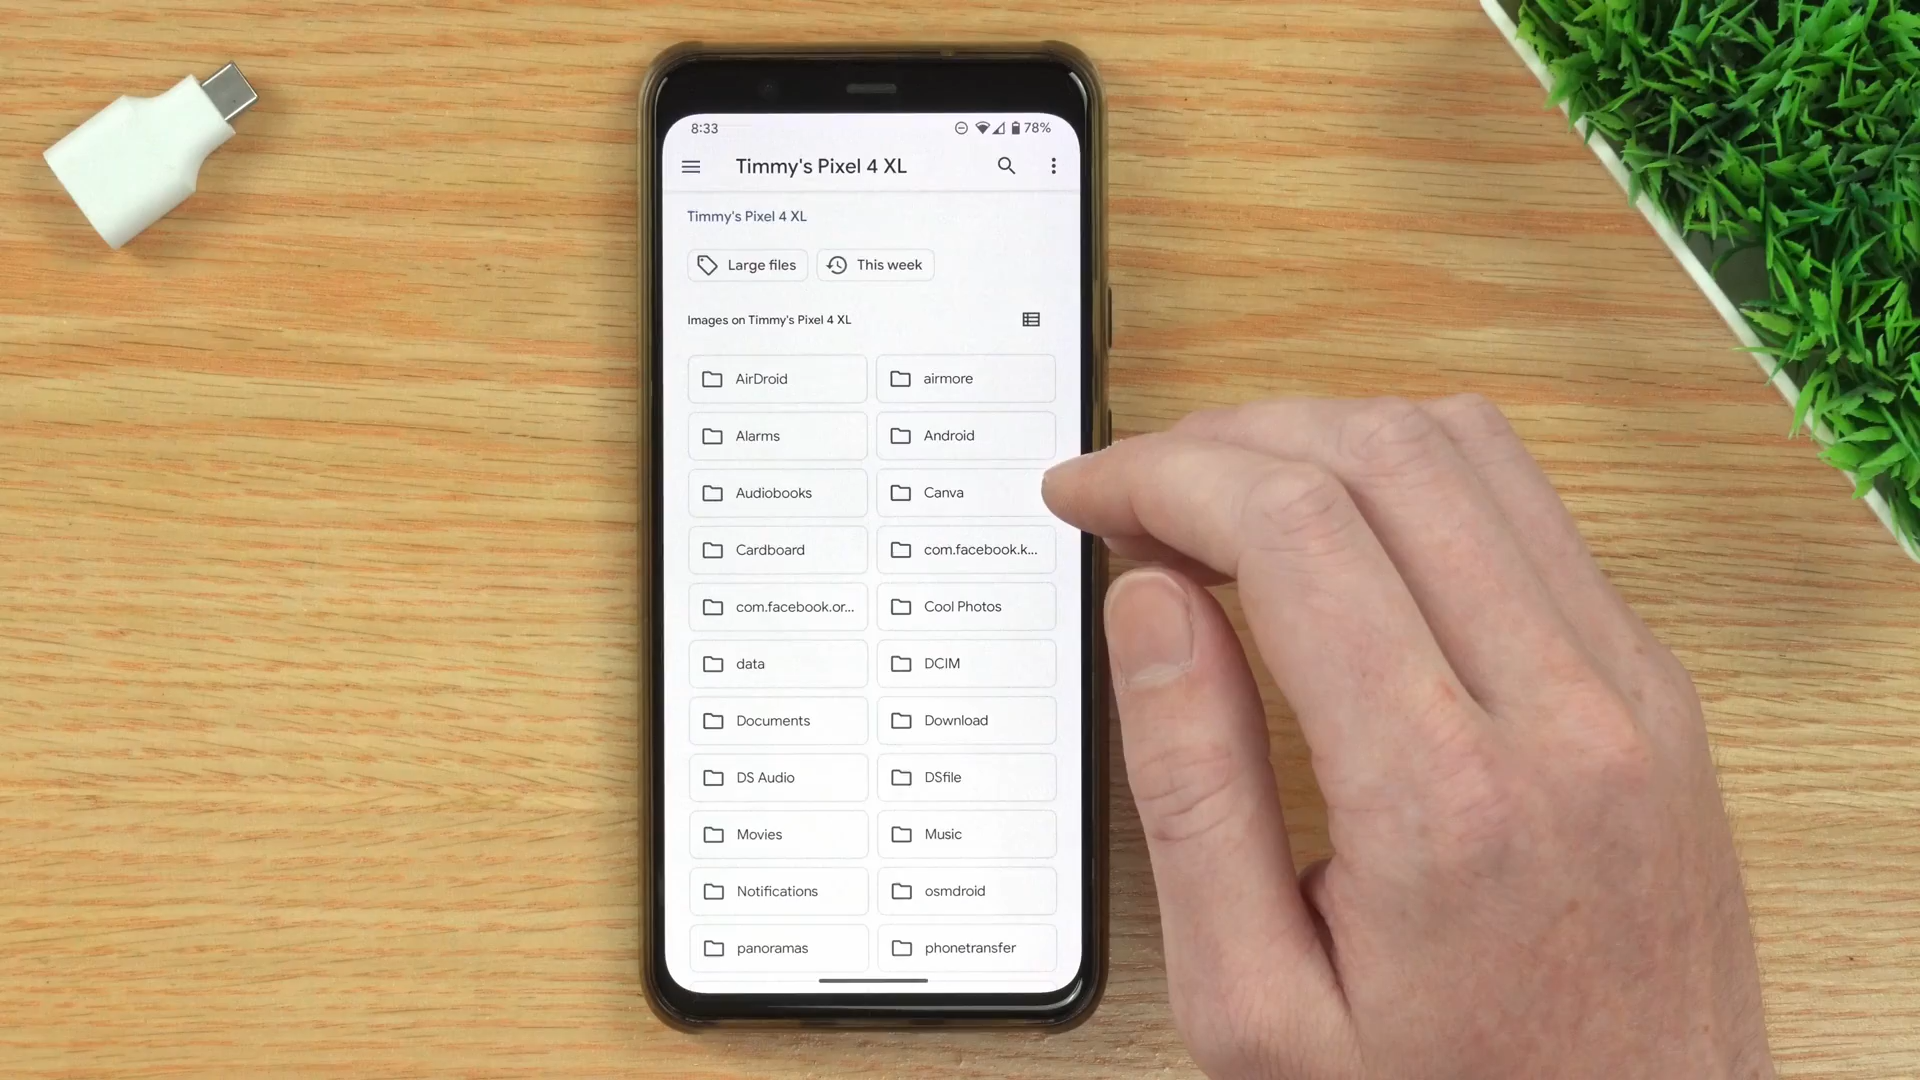 8:33 78%
Timmy's Pixel 4 XL
Timmy's Pixel 4 XL
Large files This week
Images on Timmy's Pixel 4 XL
AirDroid airmore
Alarms Android
Audiobooks Canva
Cardboard com.facebook.k...
com.facebook.or... Cool Photos
data DCIM
Documents Download
DS Audio DSfile
Movies Music
Notifications osmdroid
panoramas phonetransfer